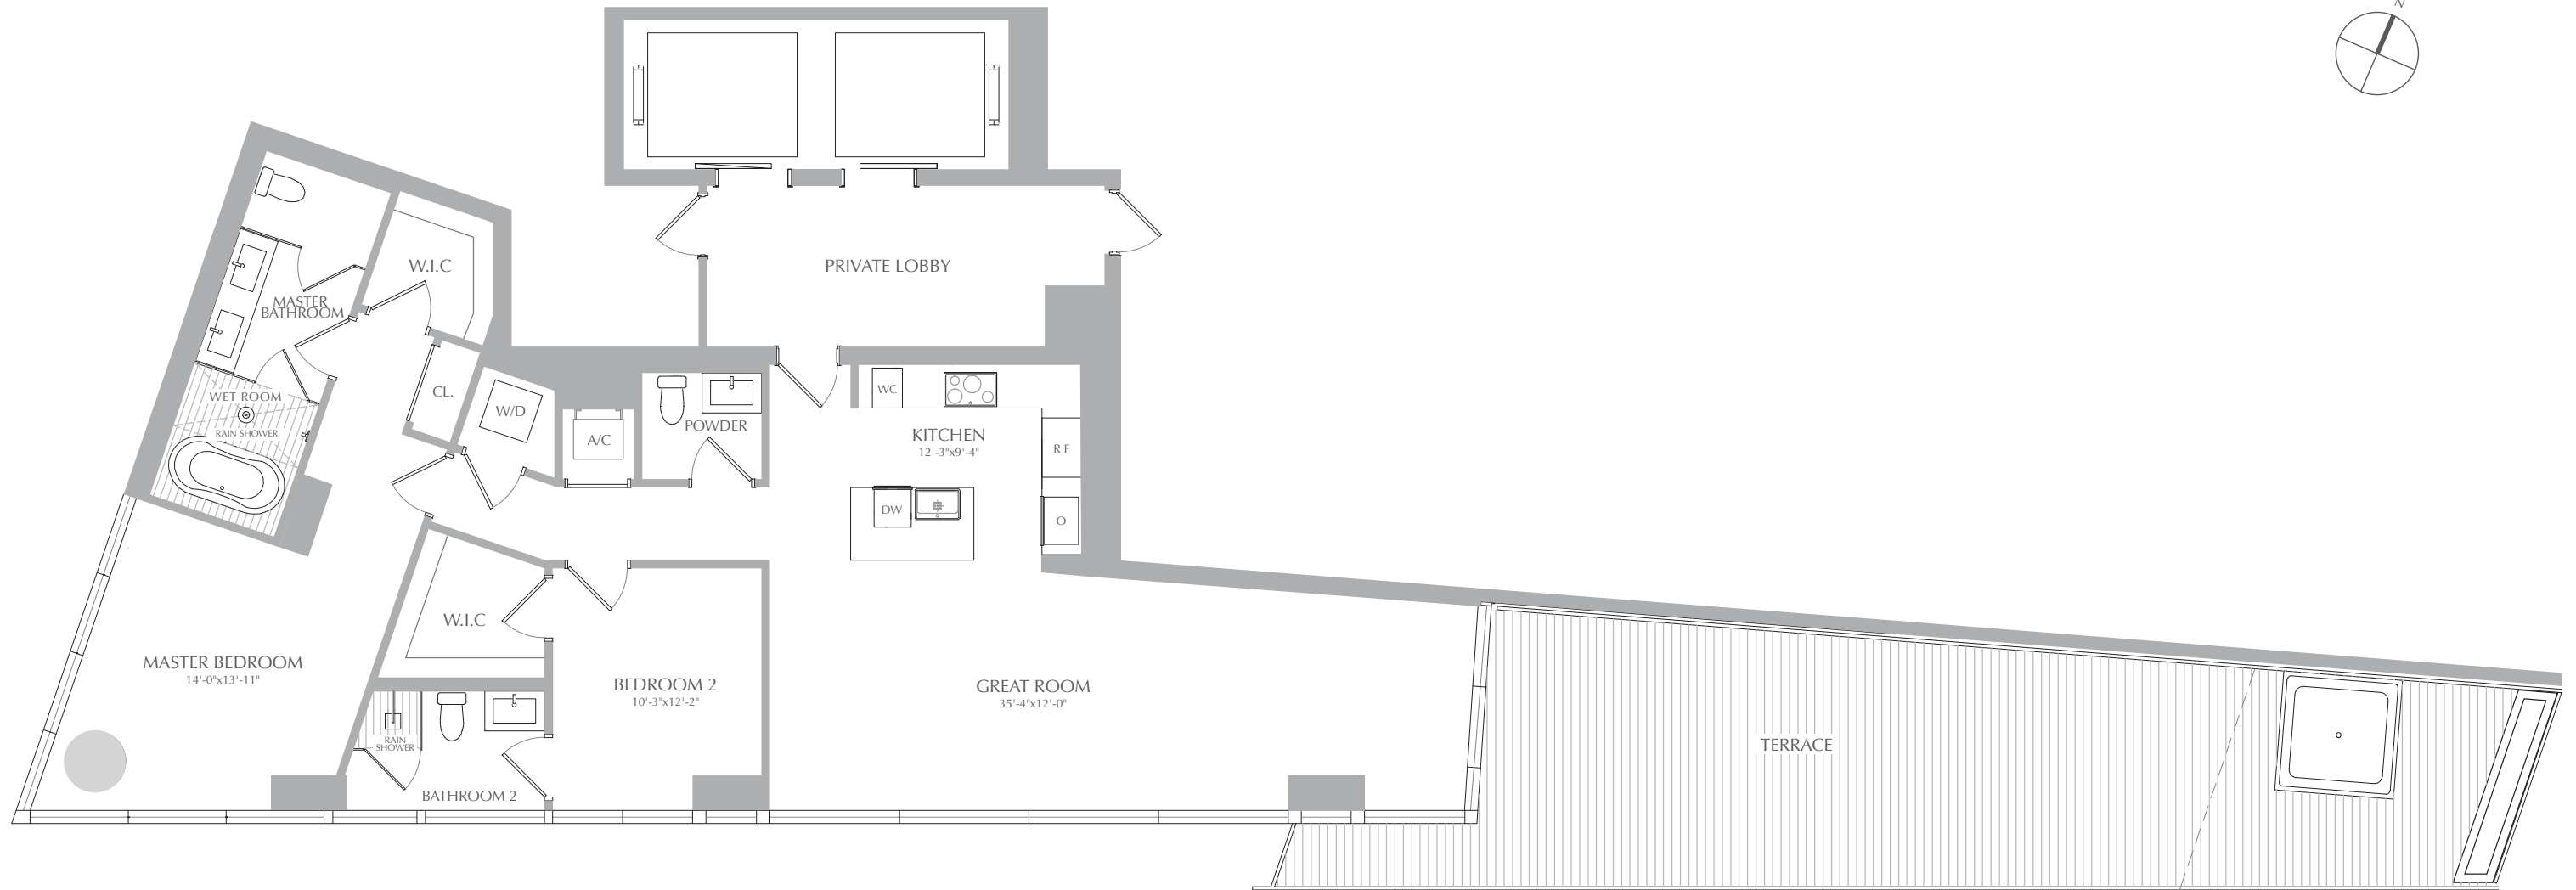 N
W.I.C
PRIVATE LOBBY
MASTER
BATHROOM
CL.
WET ROOM
RAIN SHOWER
W/D
A/C
POWDER
WC
KITCHEN
12'-3"x9'-4"
R F
DW
O
W.I.C
MASTER BEDROOM
14'-0"x13'-11"
BEDROOM 2
10'-3"x12'-2"
GREAT ROOM
35'-4"x12'-0"
RAIN
SHOWER
BATHROOM 2
TERRACE